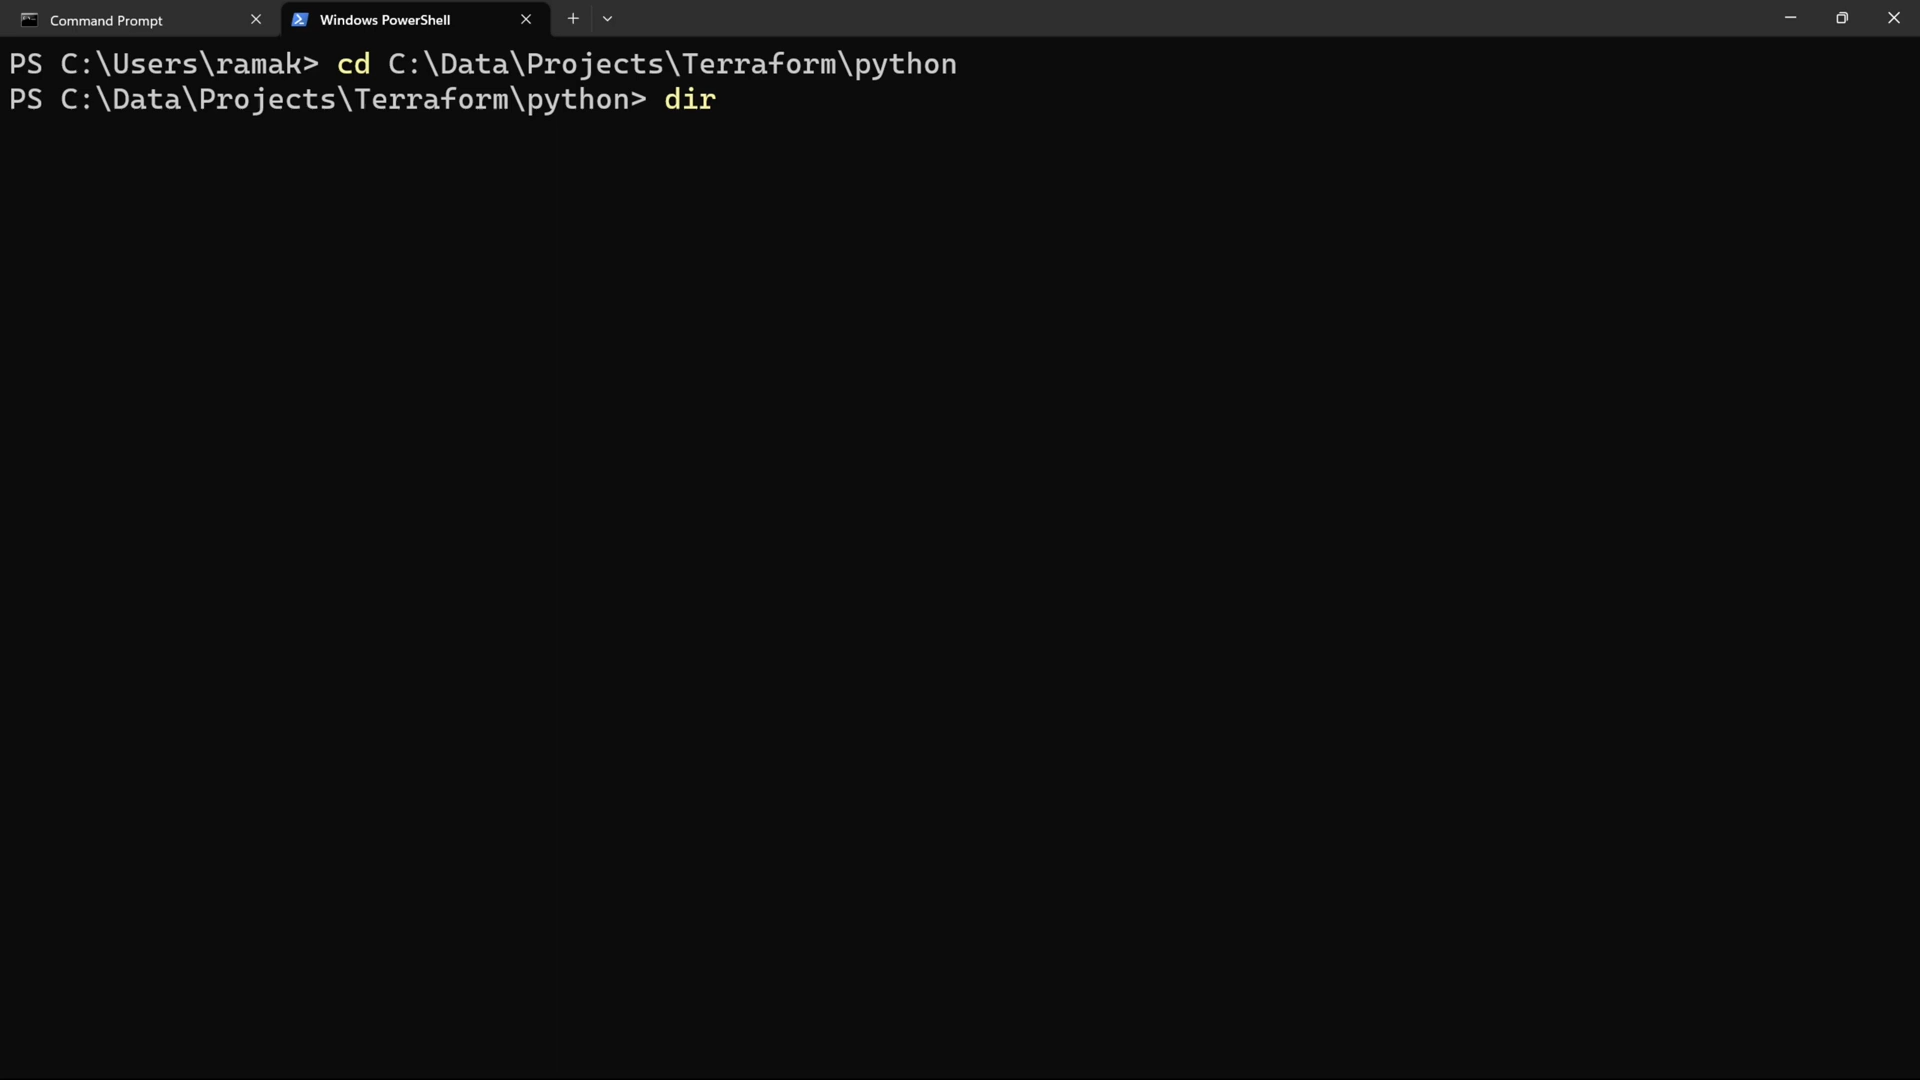 Command Prompt
Windows PowerShell
PS C:\Users\ramak> cd C:\Data\Projects\Terraform\python
PS C:\Data\Projects\Terraform\python> dir